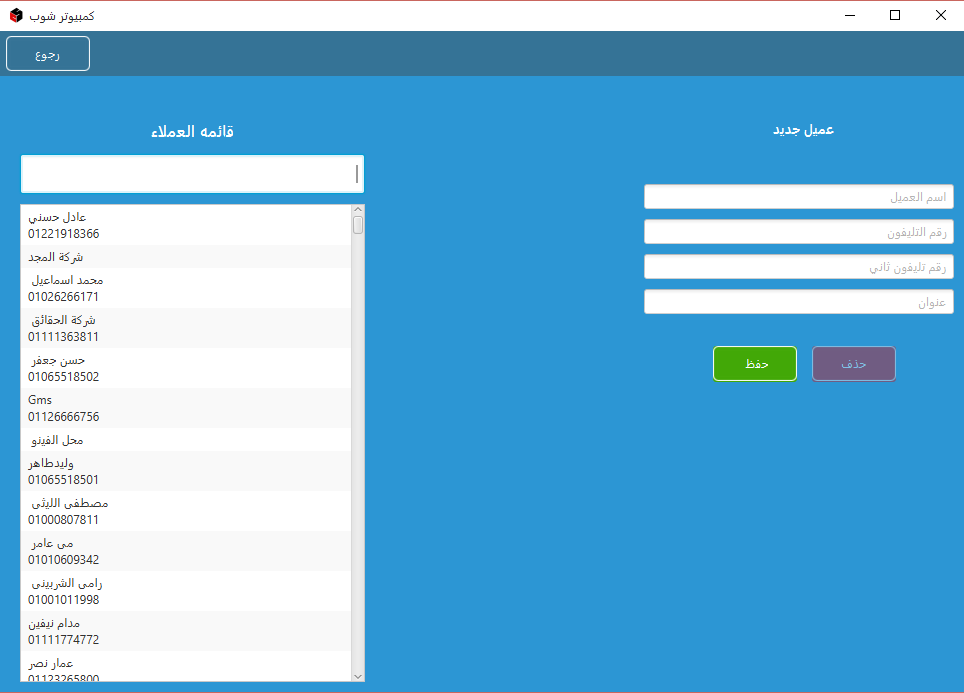 كمبيوتر شوب
رجوع
عميل جديد
اسم العميل
رقم التليفون
رقم تليفون ثاني
عنوان
حفظ
حذف
قائمه العملاء
عادل حسني
01221918366
شركة المجد
محمد اسماعيل
01026266171
شركة الحقائق
01111363811
حسن جعفر
01065518502
Gms
01126666756
محل الفينو
وليدطاهر
01065518501
مصطفى الليثى
01000807811
مى عامر
01010609342
رامى الشربينى
01001011998
مدام نيفين
01111774772
عمار نصر
01123265800